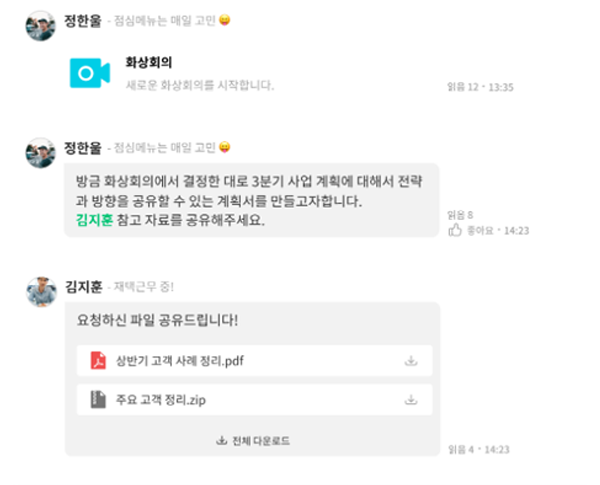 정한울 - 점심메뉴는 매일 고민 😛
화상회의
새로운 화상회의를 시작합니다.
읽음 12 · 13:35
정한울 - 점심메뉴는 매일 고민 😛
방금 화상회의에서 결정한 대로 3분기 사업 계획에 대해서 전략
과 방향을 공유할 수 있는 계획서를 만들고자합니다.
김지훈 참고 자료를 공유해주세요.
읽음 8
좋아요 · 14:23
김지훈 - 재택근무 중!
요청하신 파일 공유드립니다!
상반기 고객 사례 정리.pdf
주요 고객 정리.zip
전체 다운로드
읽음 4 · 14:23